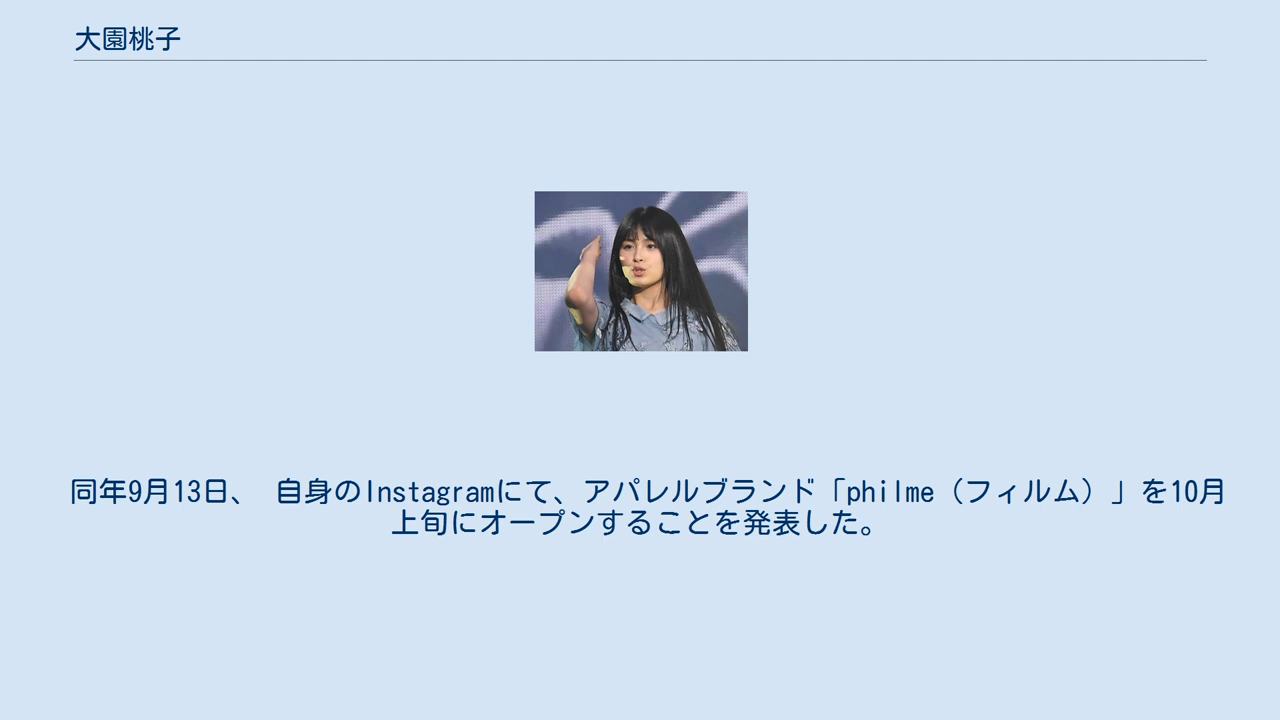 大園桃子
同年9月13日、 自身のInstagramにて、アパレルブランド「philme（フィルム）」を10月
上旬にオープンすることを発表した。